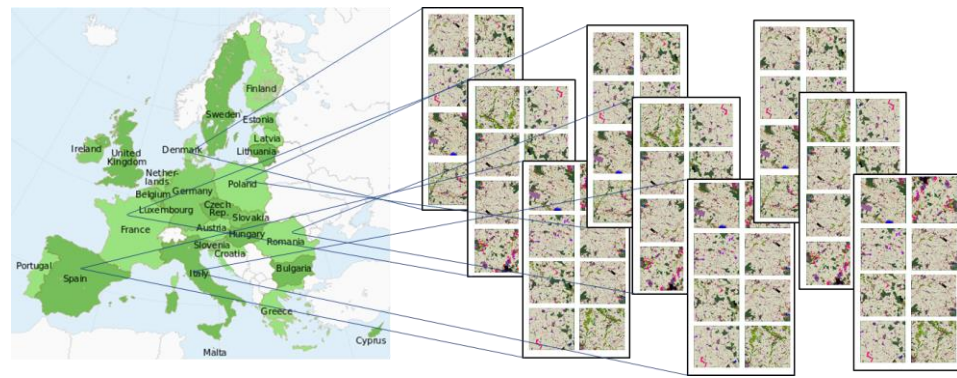 Finland
Sweden
Estonia
Latvia
Lithuania
Denmark
Ireland
United
Kingdom
Nether-
lands
Poland
Belgium
Germany
Luxembourg
Czech
Rep.
Slovakia
France
Austria
Hungary
Slovenia
Romania
Croatia
Portugal
Spain
Italy
Bulgaria
Greece
Malta
Cyprus